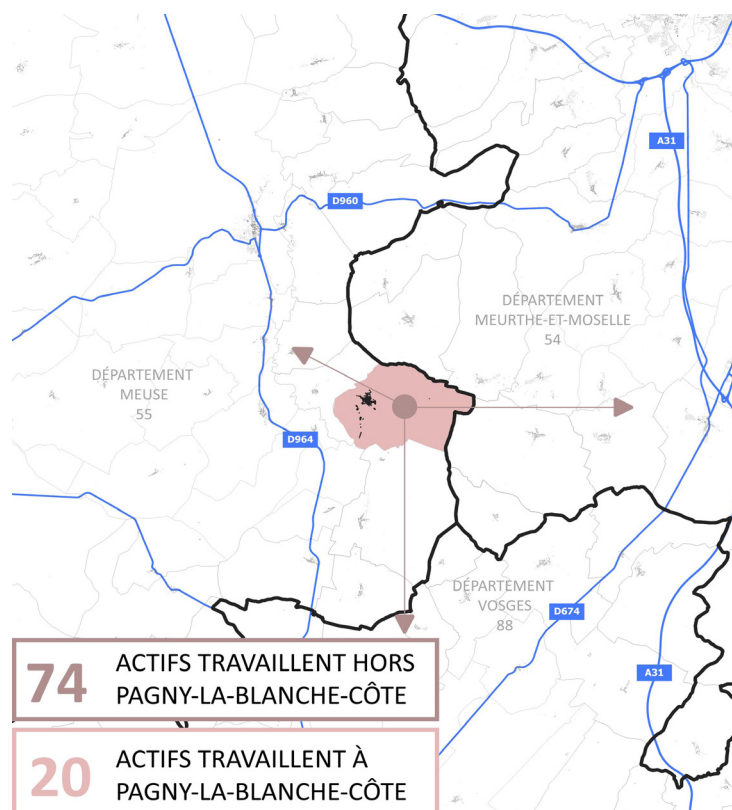 A31
D960
DÉPARTEMENT
MEURTHE-ET-MOSELLE
54
DÉPARTEMENT
MEUSE
55
D964
DÉPARTEMENT
VOSGES
88
D674
A31
74
ACTIFS TRAVAILLENT HORS
PAGNY-LA-BLANCHE-CÔTE
20
ACTIFS TRAVAILLENT À
PAGNY-LA-BLANCHE-CÔTE